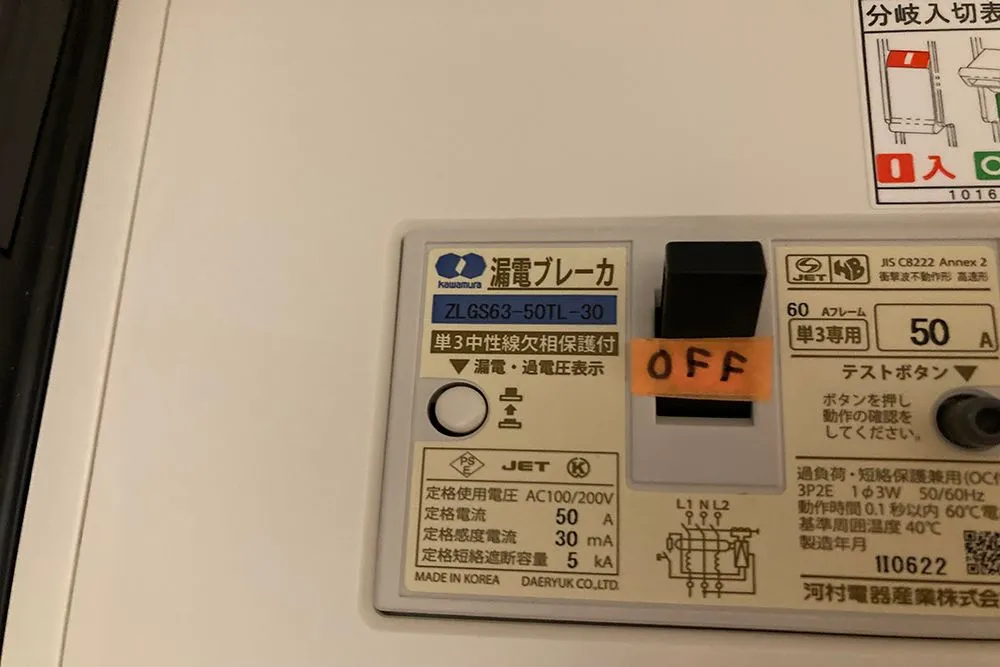 分岐入切表
入
1016
kawamura
漏電ブレーカ
ZLGS63-50TL-30
単3中性線欠相保護付
▼漏電・過電圧表示
PS E JET K
定格使用電圧 AC100/200V
定格電流 50 A
定格感度電流 30 mA
定格短絡遮断容量 5 kA
MADE IN KOREA DAERYUK CO.,LTD.
OFF
L1 N L2
JET
JIS C8222 Annex 2
衝撃波不動作形 高速形
60 Aフレーム
単3専用 50 A
テストボタン▼
ボタンを押し
動作の確認を
してください。
過負荷・短絡保護兼用(OC付
3P2E 1φ3W 50/60Hz
動作時間 0.1 秒以内 60℃電
基準周囲温度 40℃
製造年月
110622
河村電器産業株式会